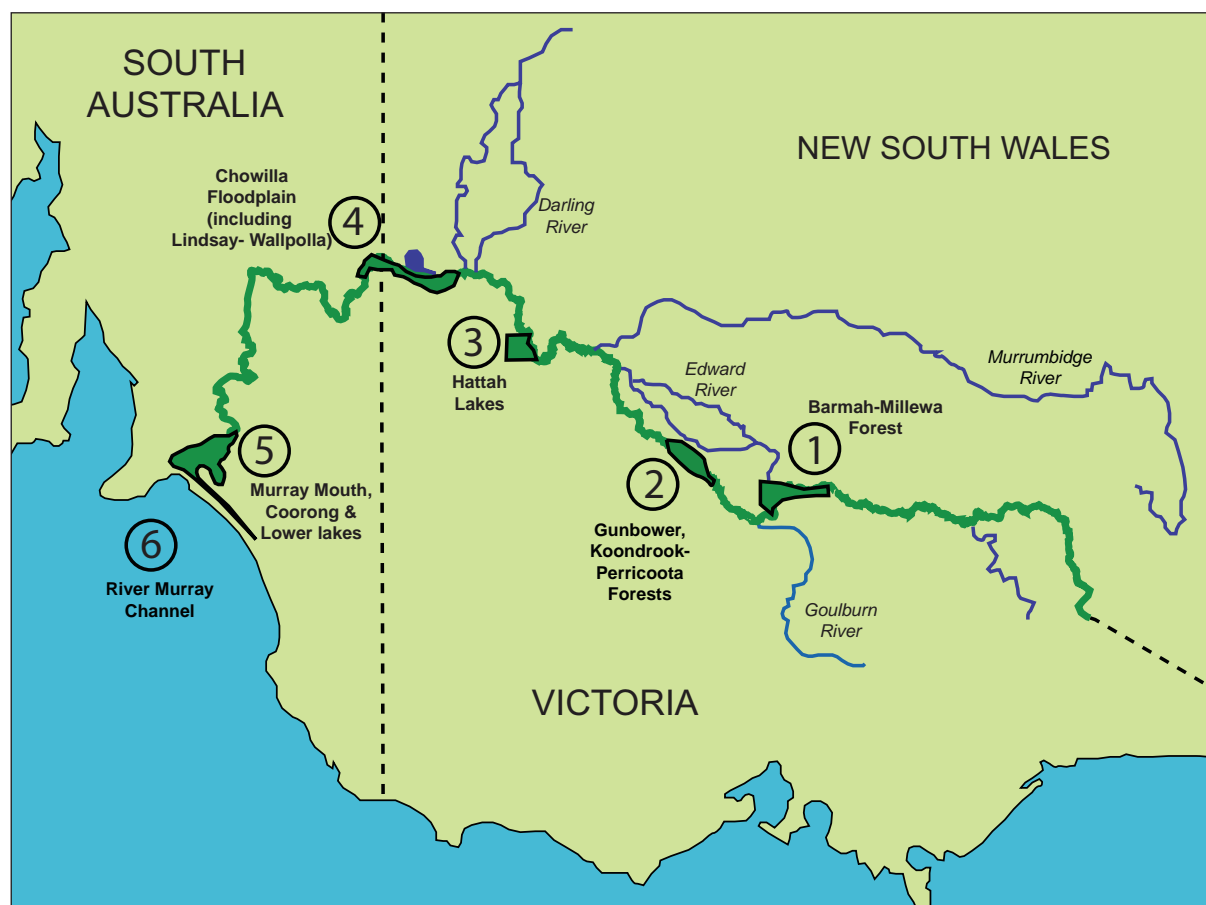 SOUTH
AUSTRALIA
NEW SOUTH WALES
Chowilla
Floodplain
(including
Lindsay- Wallpolla)
4
Darling
River
3
Hattah
Lakes
Edward
River
Murrumbidge
River
Barmah-Millewa
Forest
1
5
Murray Mouth,
Coorong &
Lower lakes
2
Gunbower,
Koondrook-
Perricoota
Forests
6
River Murray
Channel
Goulburn
River
VICTORIA